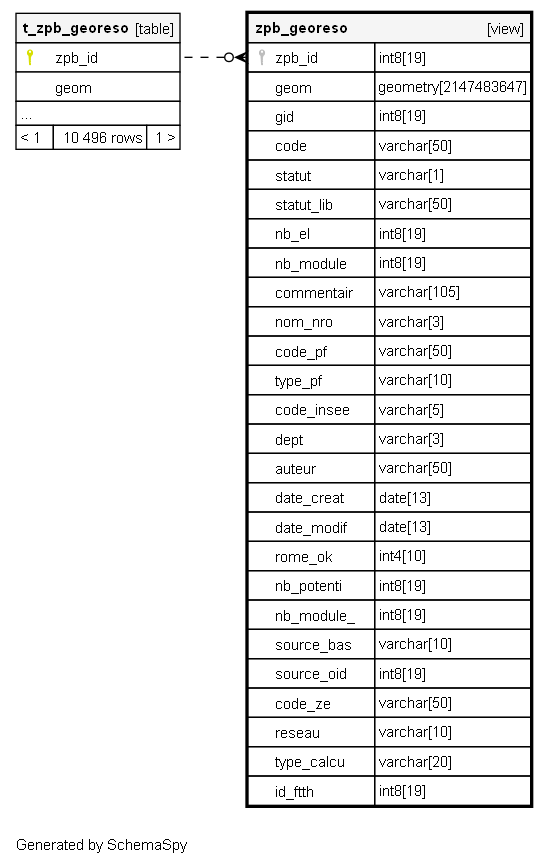 t_zpb_georeso [table]
zpb_id
geom
...
< 1 10 496 rows 1 >
zpb_georeso [view]
zpb_id int8[19]
geom geometry[2147483647]
gid int8[19]
code varchar[50]
statut varchar[1]
statut_lib varchar[50]
nb_el int8[19]
nb_module int8[19]
commentair varchar[105]
nom_nro varchar[3]
code_pf varchar[50]
type_pf varchar[10]
code_insee varchar[5]
dept varchar[3]
auteur varchar[50]
date_creat date[13]
date_modif date[13]
rome_ok int4[10]
nb_potenti int8[19]
nb_module_ int8[19]
source_bas varchar[10]
source_oid int8[19]
code_ze varchar[50]
reseau varchar[10]
type_calcu varchar[20]
id_ftth int8[19]
Generated by SchemaSpy